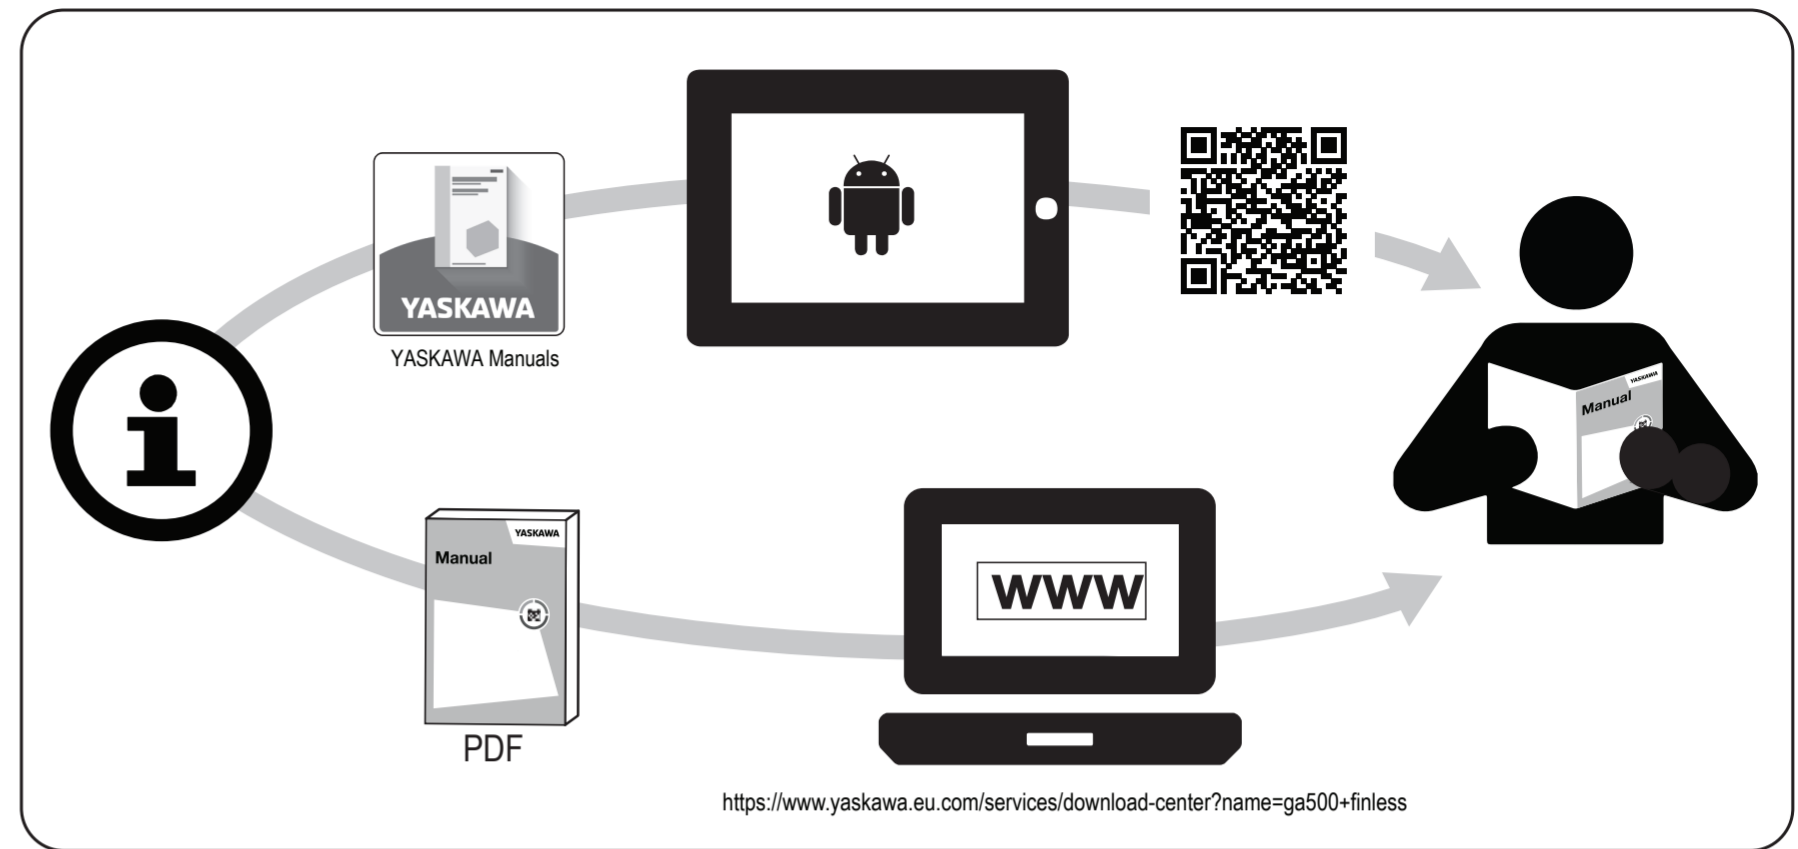 YASKAWA
YASKAWA Manuals
YASKAWA
Manual
YASKAWA
Manual
PDF
WWW
https://www.yaskawa.eu.com/services/download-center?name=ga500+finless